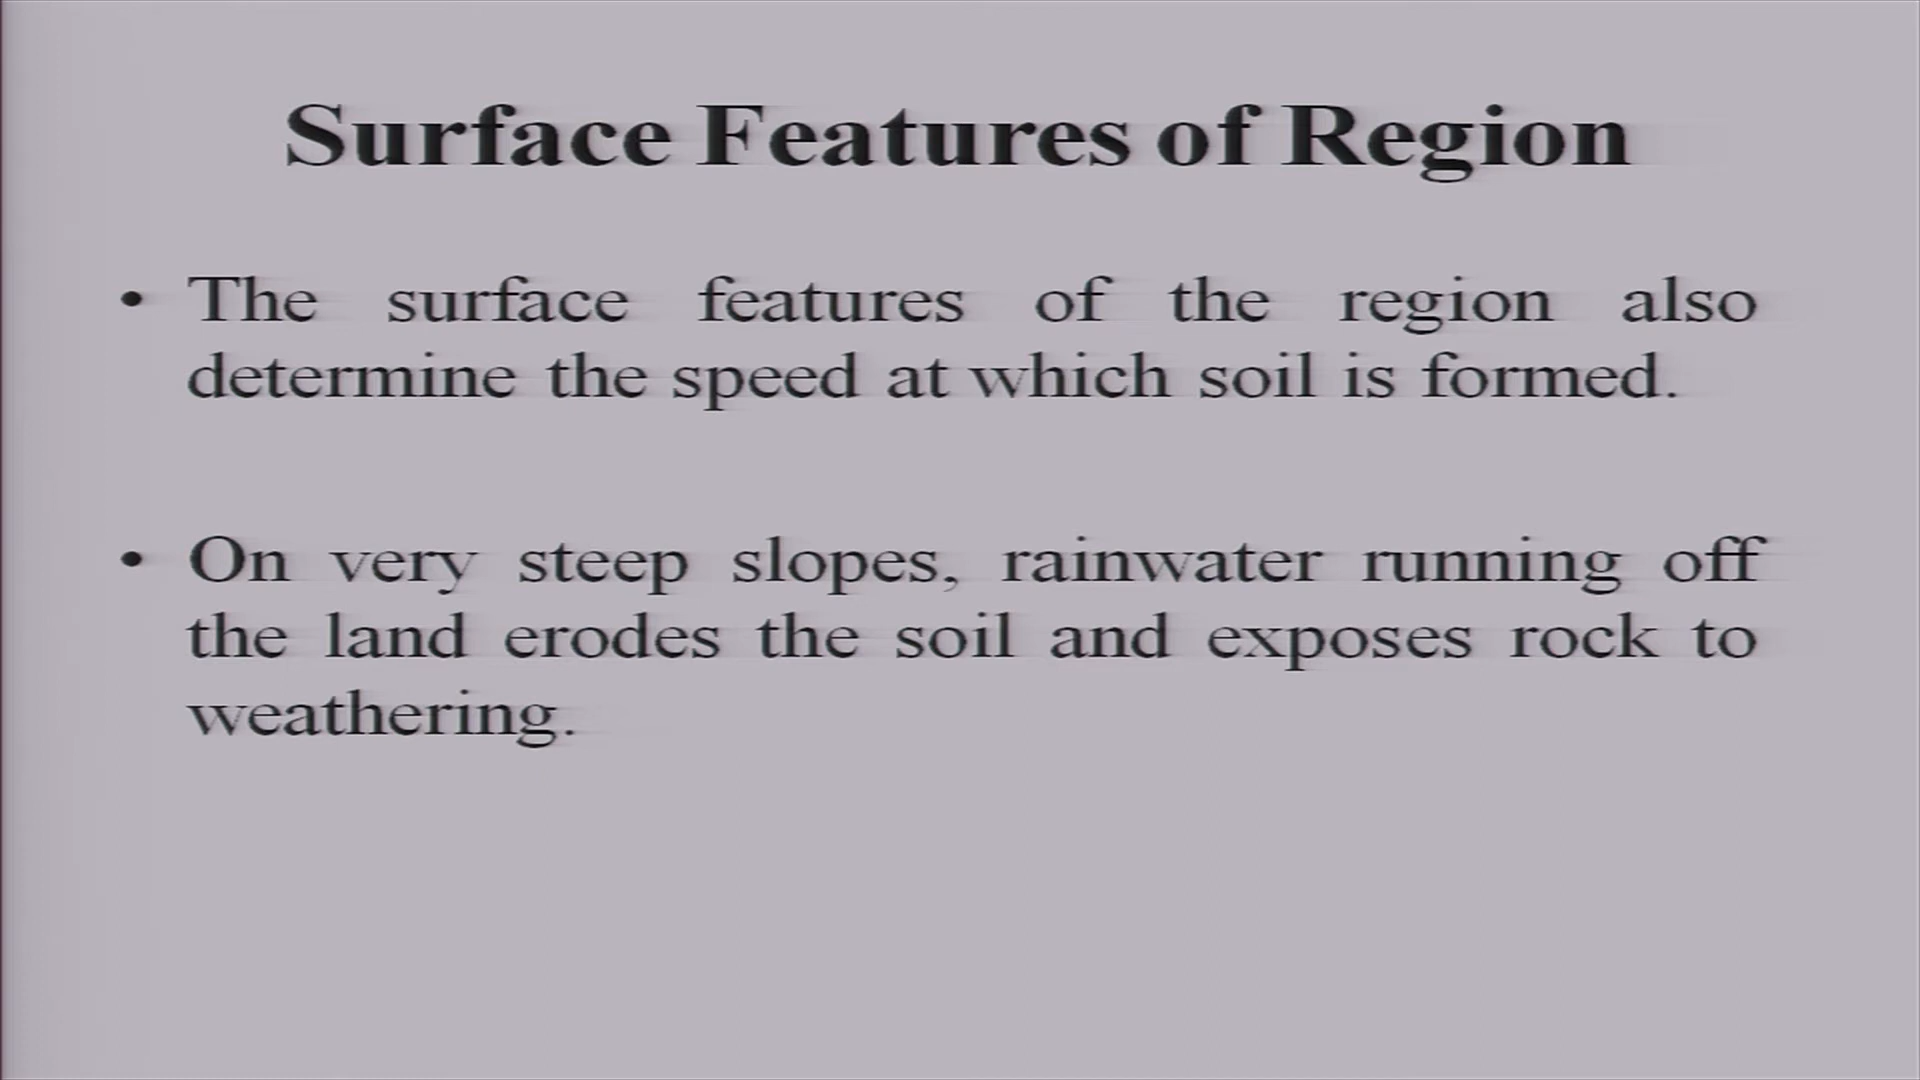 Surface Features of Region
• The surface features of the region also
determine the speed at which soil is formed.
• On very steep slopes, rainwater running off
the land erodes the soil and exposes rock to
weathering.